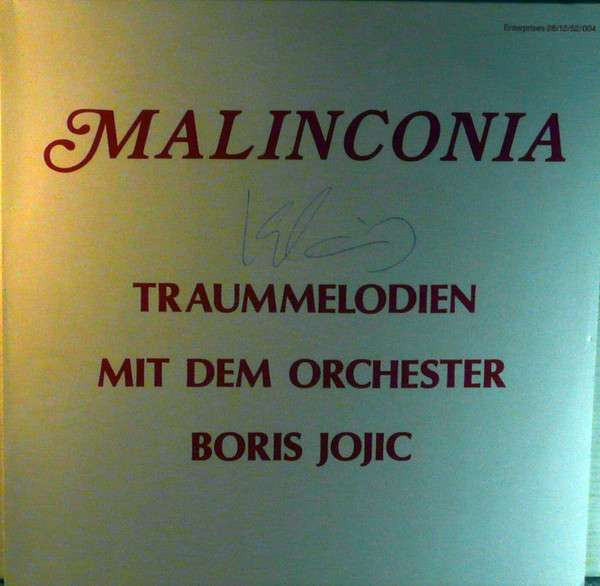 Enterprises 28/12/52/004
MALINCONIA
TRAUMMELODIEN
MIT DEM ORCHESTER
BORIS JOJIC